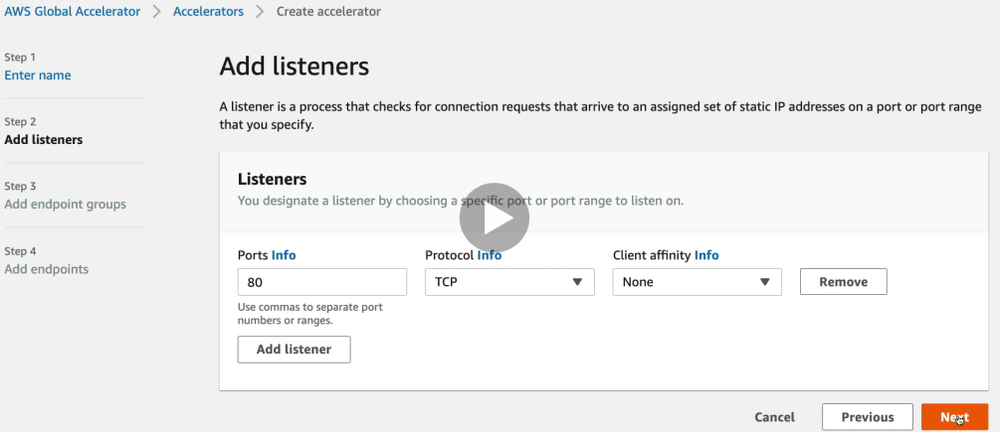 AWS Global Accelerator > Accelerators > Create accelerator
Step 1
Enter name
Step 2
Add listeners
Step 3
Add endpoint groups
Step 4
Add endpoints
Add listeners
A listener is a process that checks for connection requests that arrive to an assigned set of static IP addresses on a port or port range
that you specify.
Listeners
You designate a listener by choosing a specific port or port range to listen on.
Ports Info
Protocol Info
Client affinity Info
80
TCP
None
Remove
Use commas to separate port
numbers or ranges.
Add listener
Cancel
Previous
Next